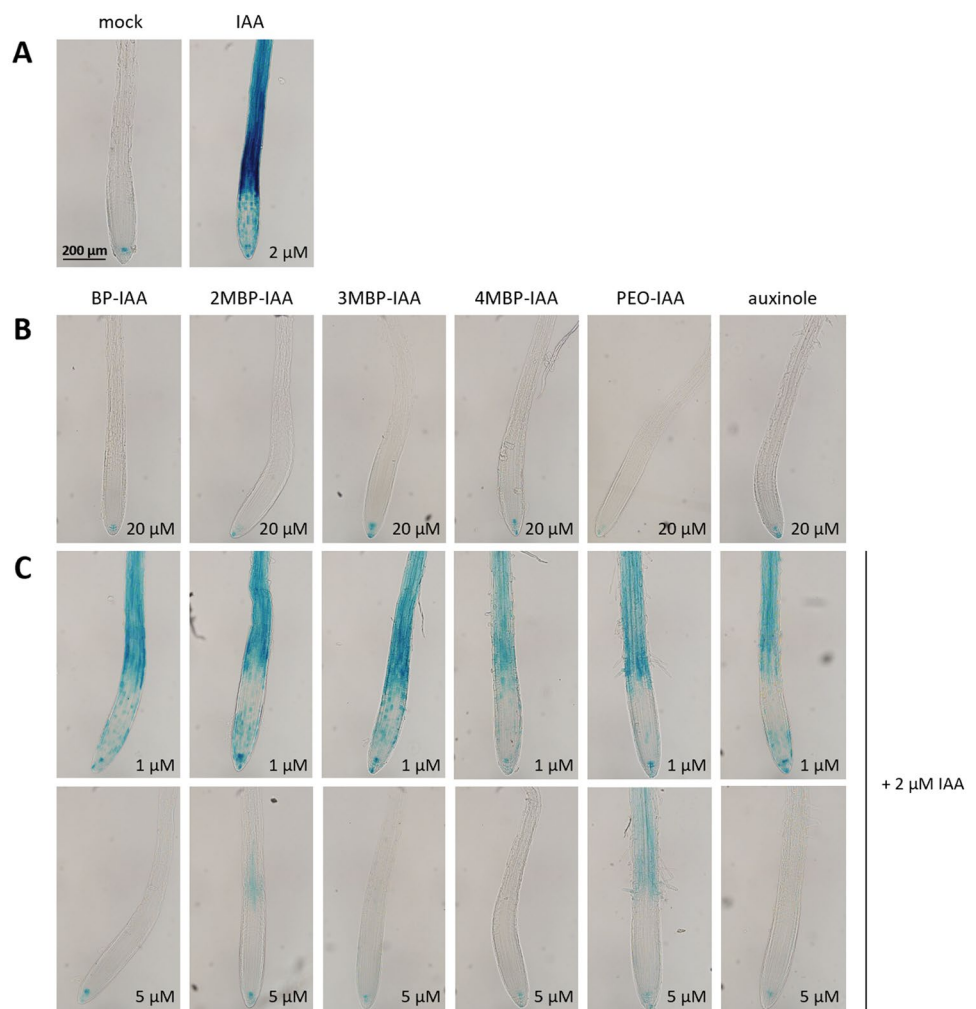 mock IAA
A
200 µm 2 µM
BP-IAA 2MBP-IAA 3MBP-IAA 4MBP-IAA PEO-IAA auxinole
B
20 µM 20 µM 20 µM 20 µM 20 µM 20 µM
C
1 µM 1 µM 1 µM 1 µM 1 µM 1 µM
+ 2 µM IAA
5 µM 5 µM 5 µM 5 µM 5 µM 5 µM